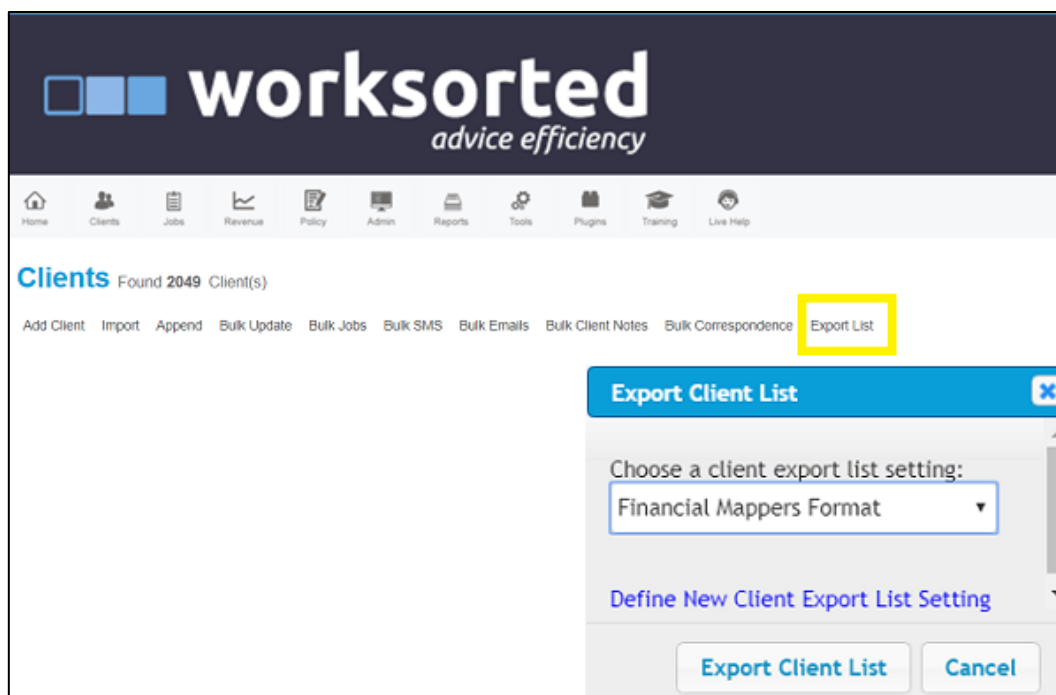 worksorted
advice efficiency
Home Clients Jobs Revenue Policy Admin Reports Tools Plugins Training Live Help
Clients Found 2049 Client(s)
Add Client Import Append Bulk Update Bulk Jobs Bulk SMS Bulk Emails Bulk Client Notes Bulk Correspondence Export List
Export Client List
Choose a client export list setting:
Financial Mappers Format
Define New Client Export List Setting
Export Client List Cancel